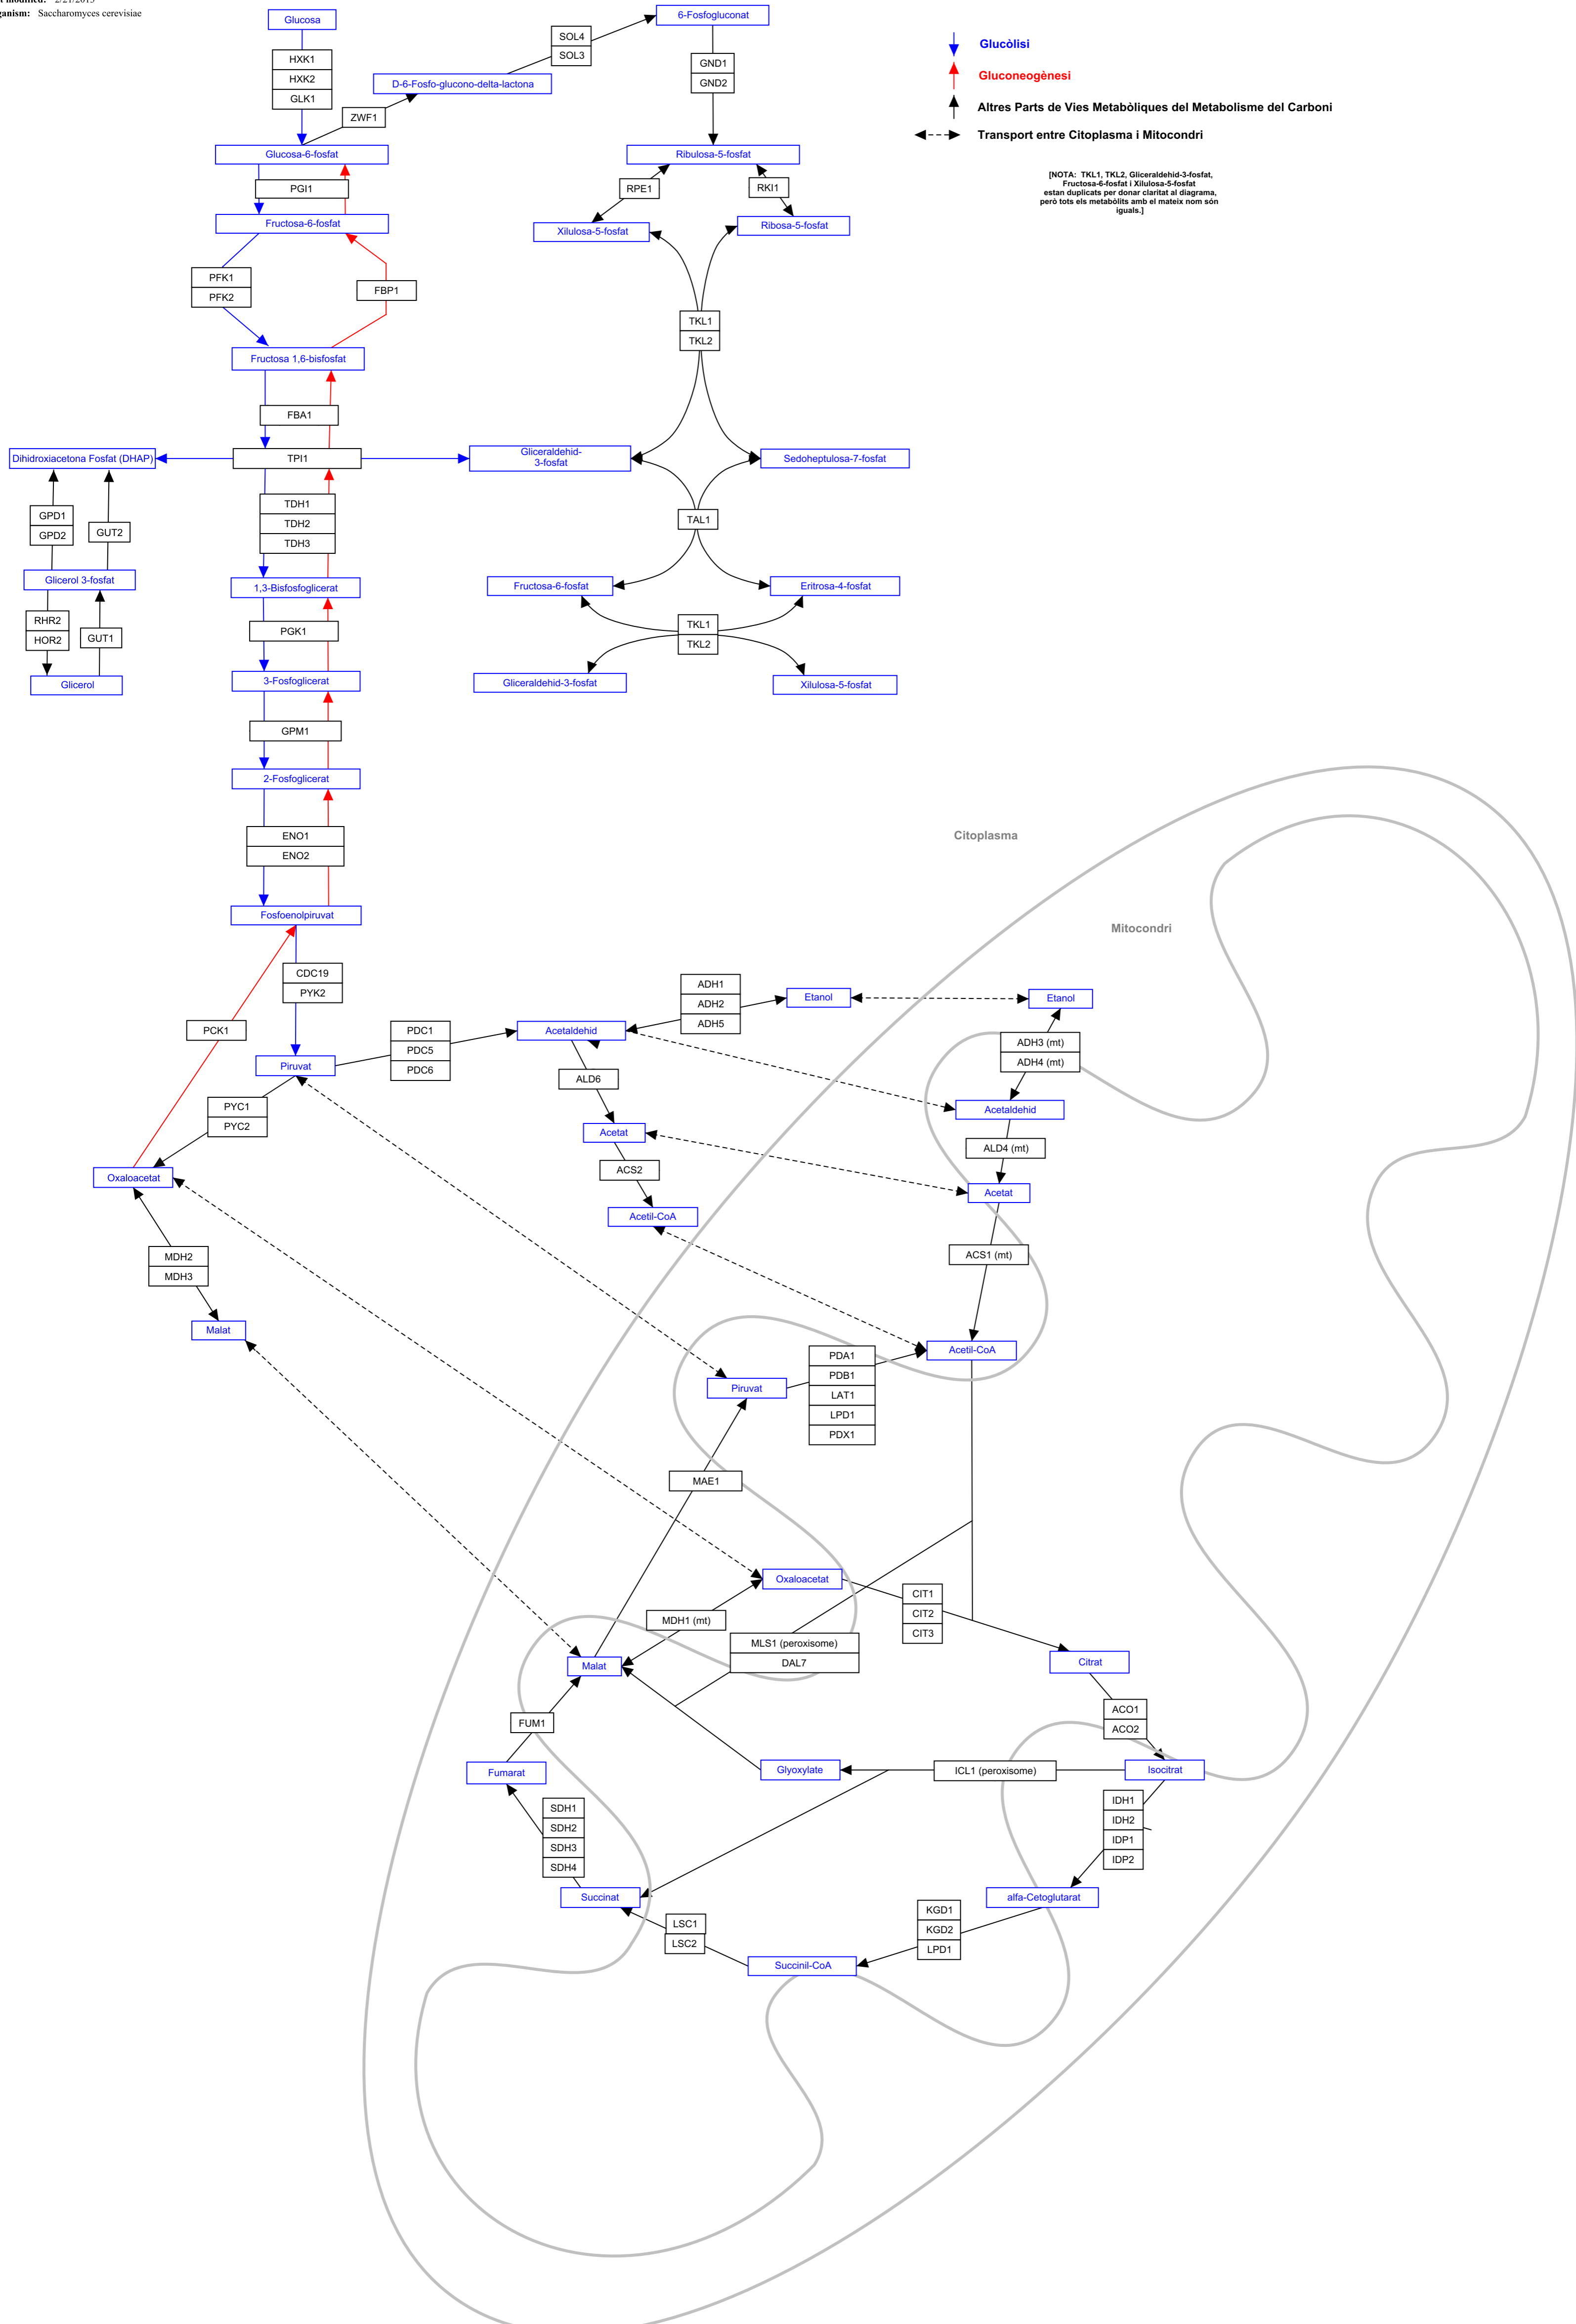 2/21/2013
ganism: Saccharomyces cerevisiae
Glucosa
HXK1
HXK2
GLK1
ZWF1
D-6-Fosfo-glucono-delta-lactona
SOL4
SOL3
6-Fosfogluconat
GND1
GND2
Glucòlisi
Gluconeogènesi
Altres Parts de Vies Metabòliques del Metabolisme del Carboni
Transport entre Citoplasma i Mitocondri
[NOTA: TKL1, TKL2, Gliceraldehid-3-fosfat,
Fructosa-6-fosfat i Xilulosa-5-fosfat
estan duplicats per donar claritat al diagrama,
però tots els metabòlits amb el mateix nom són
iguals.]
Glucosa-6-fosfat
PGI1
Fructosa-6-fosfat
PFK1
PFK2
FBP1
Fructosa 1,6-bisfosfat
FBA1
Ribulosa-5-fosfat
RPE1
RKI1
Xilulosa-5-fosfat
Ribosa-5-fosfat
TKL1
TKL2
Dihidroxiacetona Fosfat (DHAP)
TPI1
Gliceraldehid-
3-fosfat
Sedoheptulosa-7-fosfat
GPD1
GPD2
GUT2
TDH1
TDH2
TDH3
TAL1
Glicerol 3-fosfat
1,3-Bisfosfoglicerat
Fructosa-6-fosfat
Eritrosa-4-fosfat
RHR2
HOR2
GUT1
PGK1
TKL1
TKL2
Glicerol
3-Fosfoglicerat
Gliceraldehid-3-fosfat
Xilulosa-5-fosfat
GPM1
2-Fosfoglicerat
ENO1
ENO2
Citoplasma
Fosfoenolpiruvat
Mitocondri
CDC19
PYK2
PCK1
PDC1
PDC5
PDC6
Acetaldehid
ADH1
ADH2
ADH5
Etanol
Etanol
ADH3 (mt)
ADH4 (mt)
Piruvat
ALD6
Acetaldehid
PYC1
PYC2
Acetat
ALD4 (mt)
Oxaloacetat
ACS2
Acetat
Acetil-CoA
ACS1 (mt)
MDH2
MDH3
Malat
Acetil-CoA
Piruvat
PDA1
PDB1
LAT1
LPD1
PDX1
MAE1
Oxaloacetat
CIT1
CIT2
CIT3
MDH1 (mt)
MLS1 (peroxisome)
DAL7
Malat
Citrat
FUM1
ACO1
ACO2
Fumarat
Glyoxylate
ICL1 (peroxisome)
Isocitrat
SDH1
SDH2
SDH3
SDH4
IDH1
IDH2
IDP1
IDP2
Succinat
alfa-Cetoglutarat
LSC1
LSC2
KGD1
KGD2
LPD1
Succinil-CoA